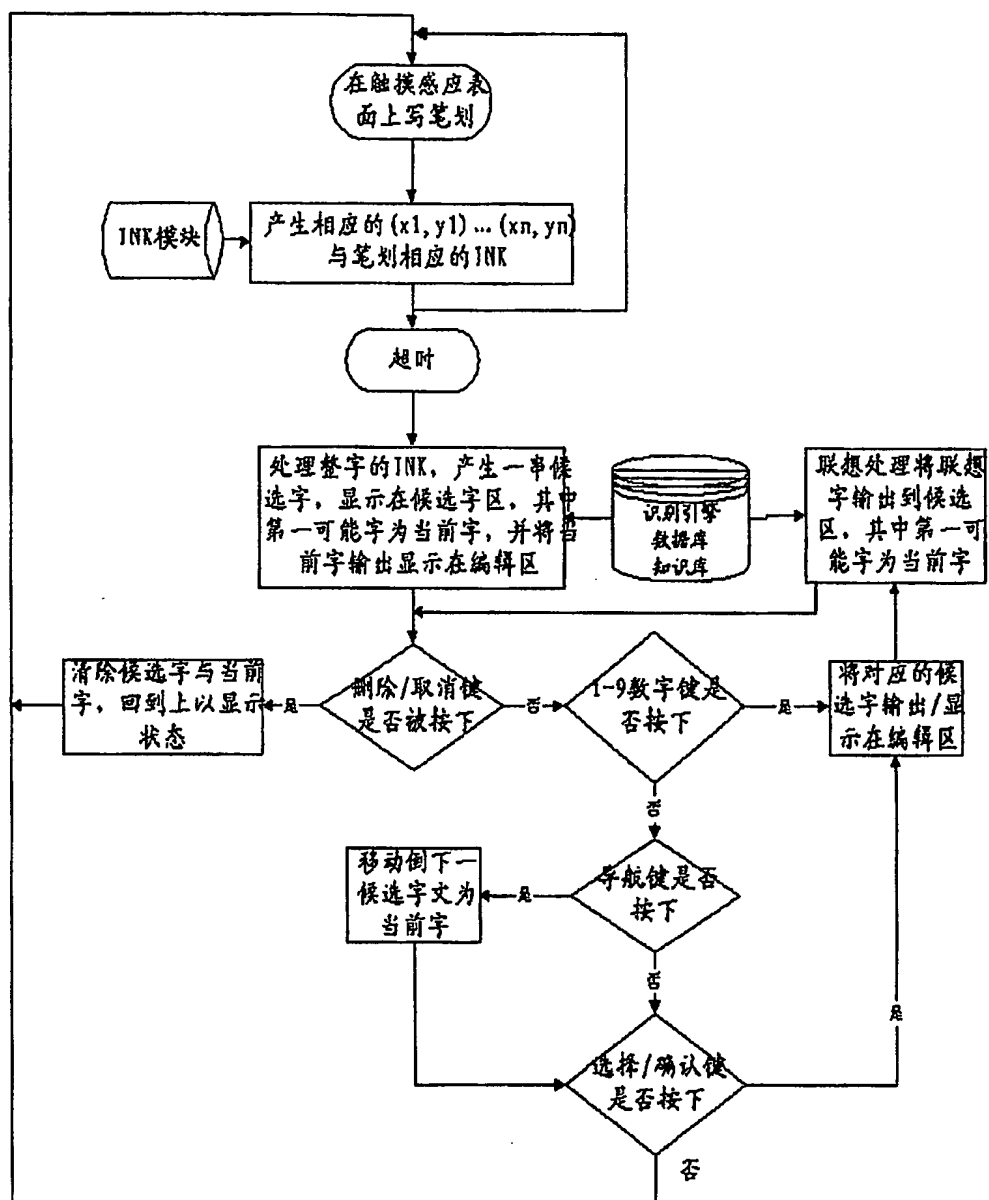 在触摸感应表
面上写笔划
INK模块
产生相应的(x1,y1)...(xn,yn)
与笔划相应的INK
超时
处理整字的INK，产生一串候
选字，显示在候选字区，其中
第一可能字为当前字，并将当
前字输出显示在编辑区
识别引擎
数据库
知识库
联想处理将联想
字输出到候选
区，其中第一可
能字为当前字
清除候选字与当前
字，回到上以显示
状态
是
删除/取消键
是否被按下
否
1-9数字键是
否按下
是
将对应的候
选字输出/显
示在编辑区
否
移动倒下一
候选字文为
当前字
是
导航键是否
按下
否
是
选择/确认键
是否按下
否